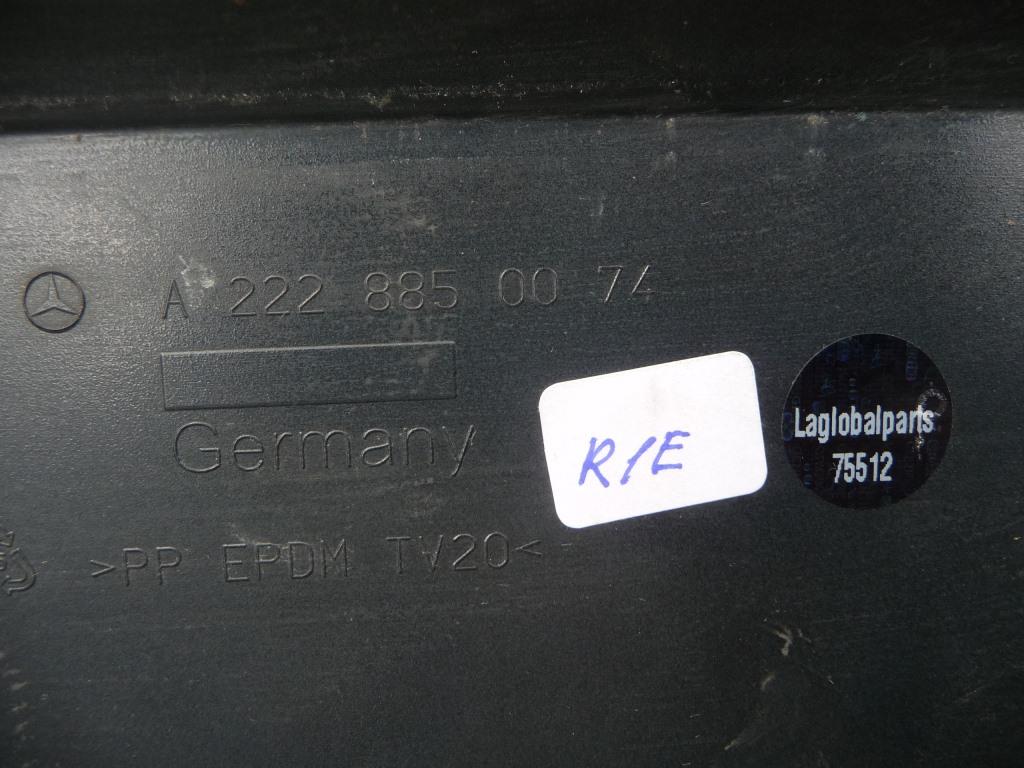 A 222 885 00 74
Germany
>PP EPDM TV20<
R/E
Laglobalparts
75512